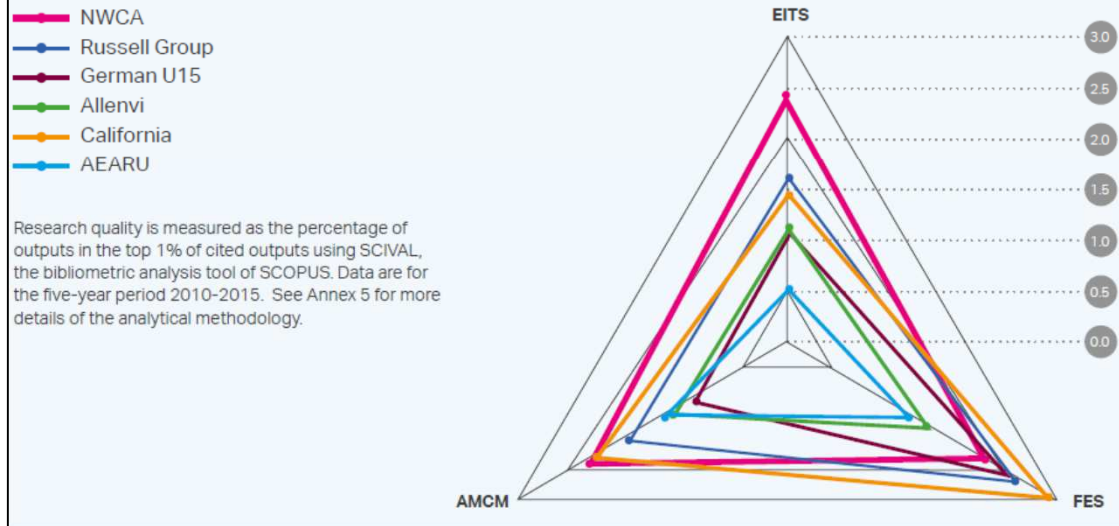 NWCA
Russell Group
German U15
Allenvi
California
AEARU
Research quality is measured as the percentage of
outputs in the top 1% of cited outputs using SCIVAL,
the bibliometric analysis tool of SCOPUS. Data are for
the five-year period 2010-2015.  See Annex 5 for more
details of the analytical methodology.
EITS
3.0
2.5
2.0
1.5
1.0
0.5
0.0
AMCM
FES